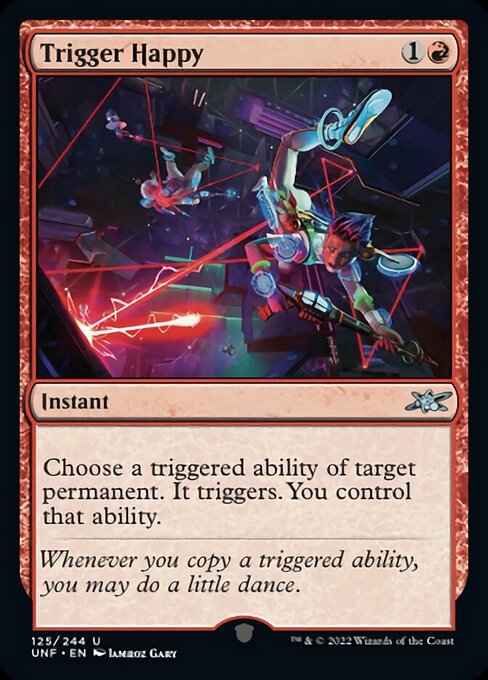 Trigger Happy 1
Instant
Choose a triggered ability of target
permanent. It triggers. You control
that ability.
Whenever you copy a triggered ability,
you may do a little dance.
125/244 U
UNF • EN Iamroz Gary
™ & © 2022 Wizards of the Coast